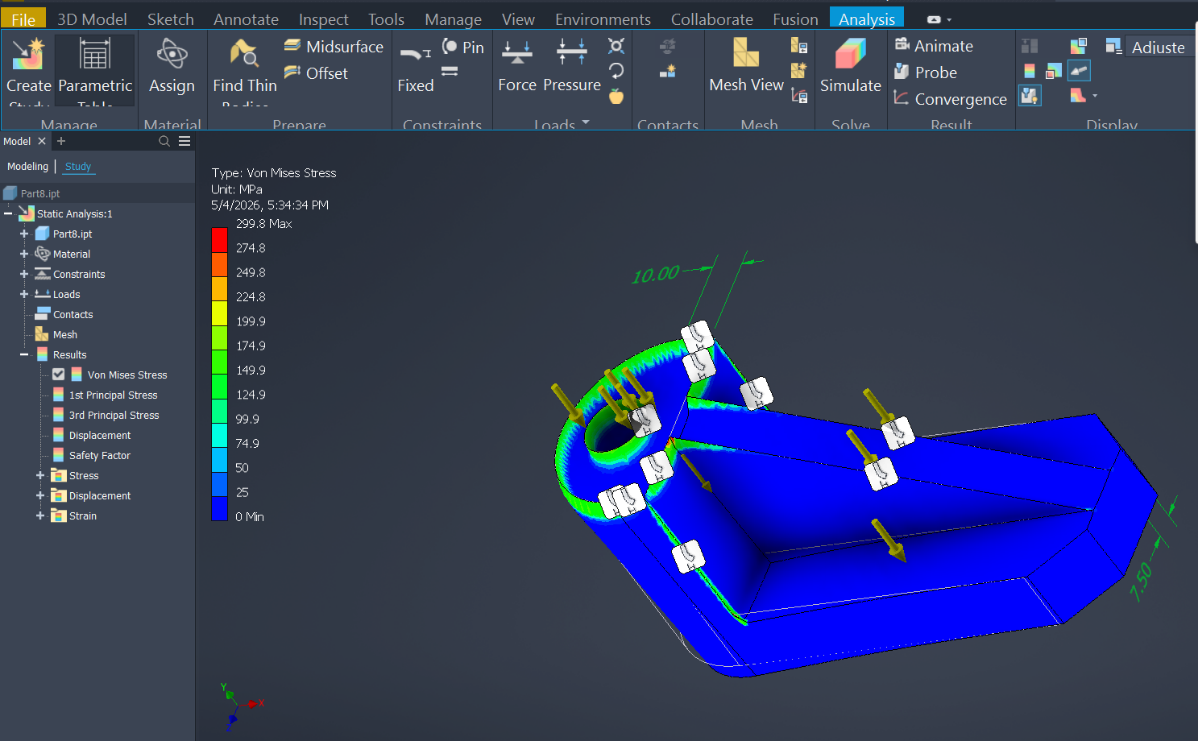 File 3D Model Sketch Annotate Inspect Tools Manage View Environments Collaborate Fusion Analysis
Create Study
Parametric Table
Assign
Find Thin Bodies
Midsurface
Offset
Fixed
Pin
Force
Pressure
Mesh View
Simulate
Animate
Probe
Convergence
Adjuste
Manage Material Prepare Constraints Loads Contacts Mesh Solve Result Display
Model
Modeling Study
Part8.ipt
Static Analysis:1
Part8.ipt
Material
Constraints
Loads
Contacts
Mesh
Results
Von Mises Stress
1st Principal Stress
3rd Principal Stress
Displacement
Safety Factor
Stress
Displacement
Strain
Type: Von Mises Stress
Unit: MPa
5/4/2026, 5:34:34 PM
299.8 Max
274.8
249.8
224.8
199.9
174.9
149.9
124.9
99.9
74.9
50
25
0 Min
10.00
7.50
Y
X
Z